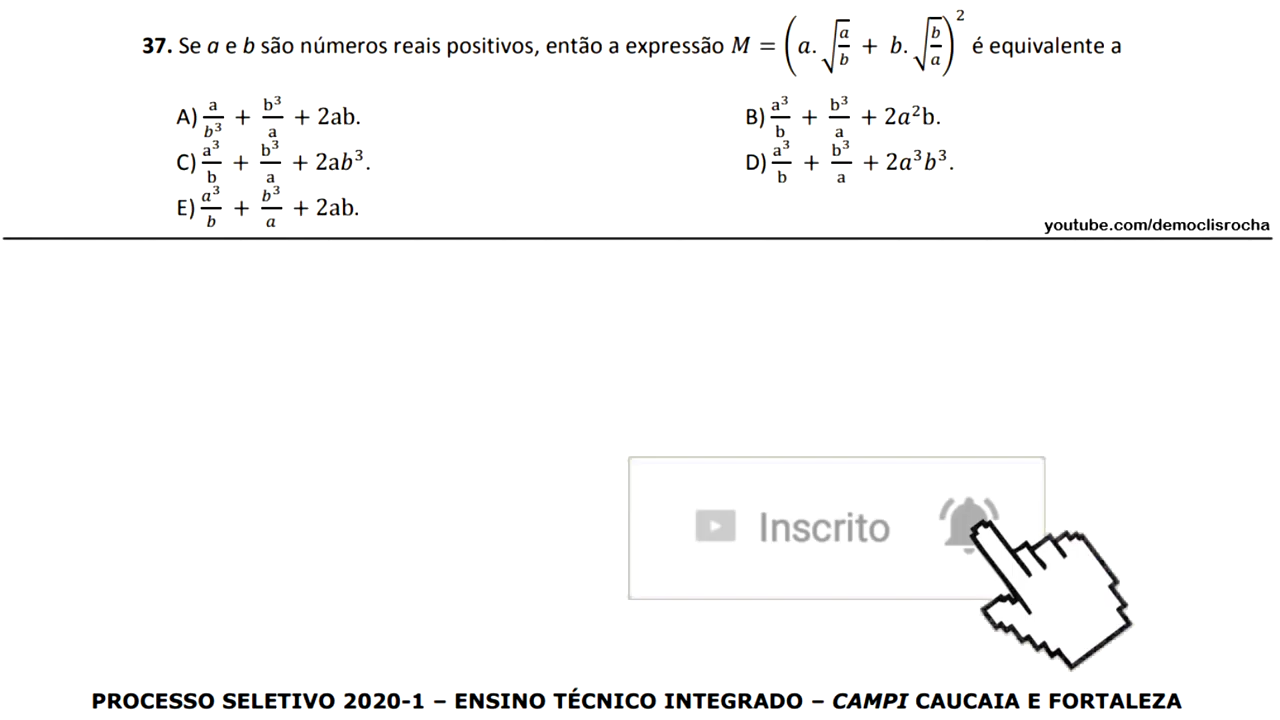 37. Se a e b são números reais positivos, então a expressão M = (a. √(a/b) + b. √(b/a))² é equivalente a
A) a/b³ + b³/a + 2ab. B) a³/b + b³/a + 2a²b.
C) a³/b + b³/a + 2ab³. D) a³/b + b³/a + 2a³b³.
E) a³/b + b³/a + 2ab.
youtube.com/democlisrocha
Inscrito
PROCESSO SELETIVO 2020-1 – ENSINO TÉCNICO INTEGRADO – CAMPI CAUCAIA E FORTALEZA